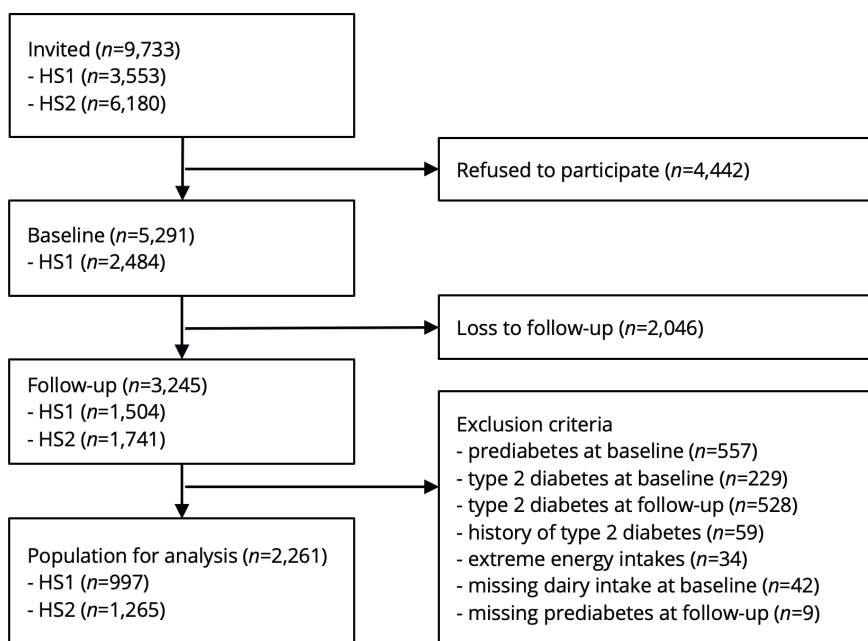 Invited (n=9,733)
- HS1 (n=3,553)
- HS2 (n=6,180)
Refused to participate (n=4,442)
Baseline (n=5,291)
- HS1 (n=2,484)
Loss to follow-up (n=2,046)
Follow-up (n=3,245)
- HS1 (n=1,504)
- HS2 (n=1,741)
Exclusion criteria
- prediabetes at baseline (n=557)
- type 2 diabetes at baseline (n=229)
- type 2 diabetes at follow-up (n=528)
- history of type 2 diabetes (n=59)
- extreme energy intakes (n=34)
- missing dairy intake at baseline (n=42)
- missing prediabetes at follow-up (n=9)
Population for analysis (n=2,261)
- HS1 (n=997)
- HS2 (n=1,265)